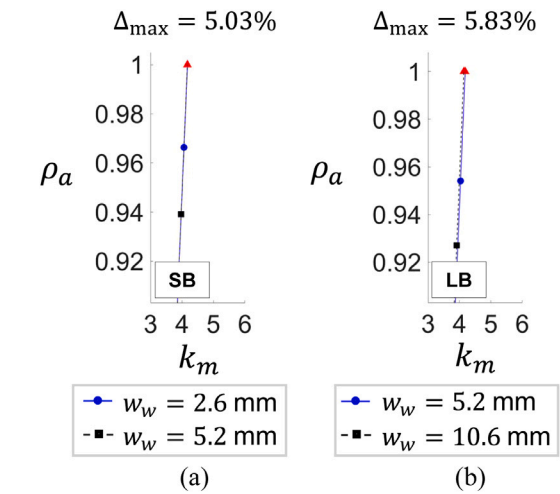 Δmax = 5.03%
1
0.98
0.96
0.94
0.92
ρa
SB
3 4 5 6
km
ww = 2.6 mm
ww = 5.2 mm
(a)
Δmax = 5.83%
1
0.98
0.96
0.94
0.92
ρa
LB
3 4 5 6
km
ww = 5.2 mm
ww = 10.6 mm
(b)